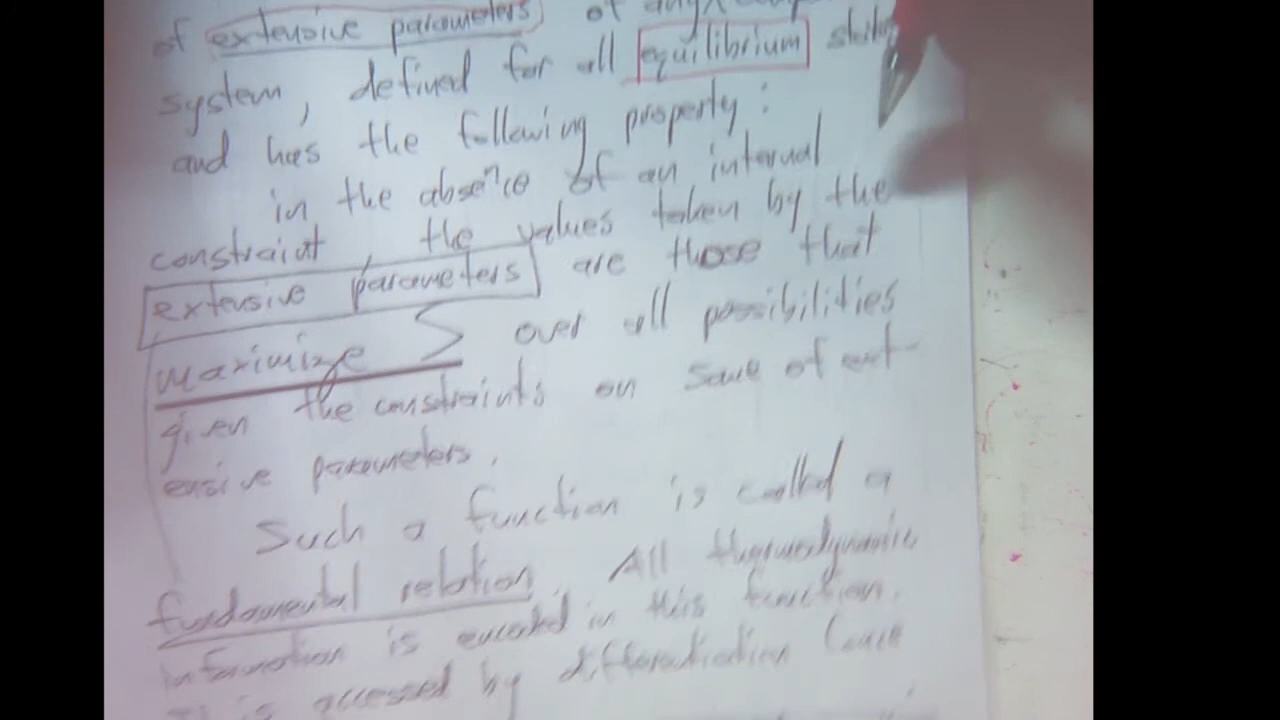 of extensive parameters of any
system, defined for all equilibrium
and has the following property :
in the absence of an internal
constraint, the values taken by the
extensive parameters are those that
maximize Σ over all possibilities
given the constraints on some of ext-
ensive parameters.
Such a function is called a
fundamental relation. All thermodynamic
information is encoded in this function.
is accessed by differentiation (once